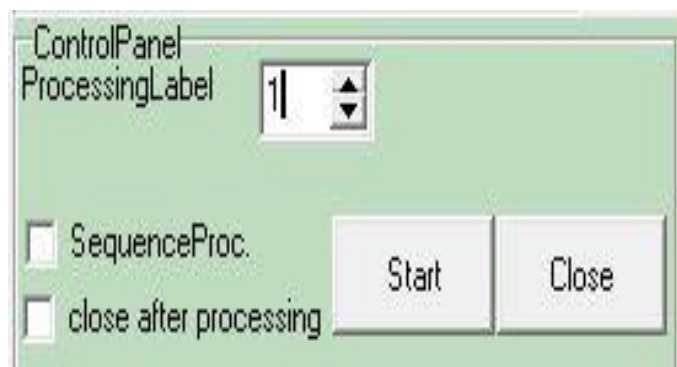 ControlPanel
ProcessingLabel 1
SequenceProc.
close after processing
Start Close